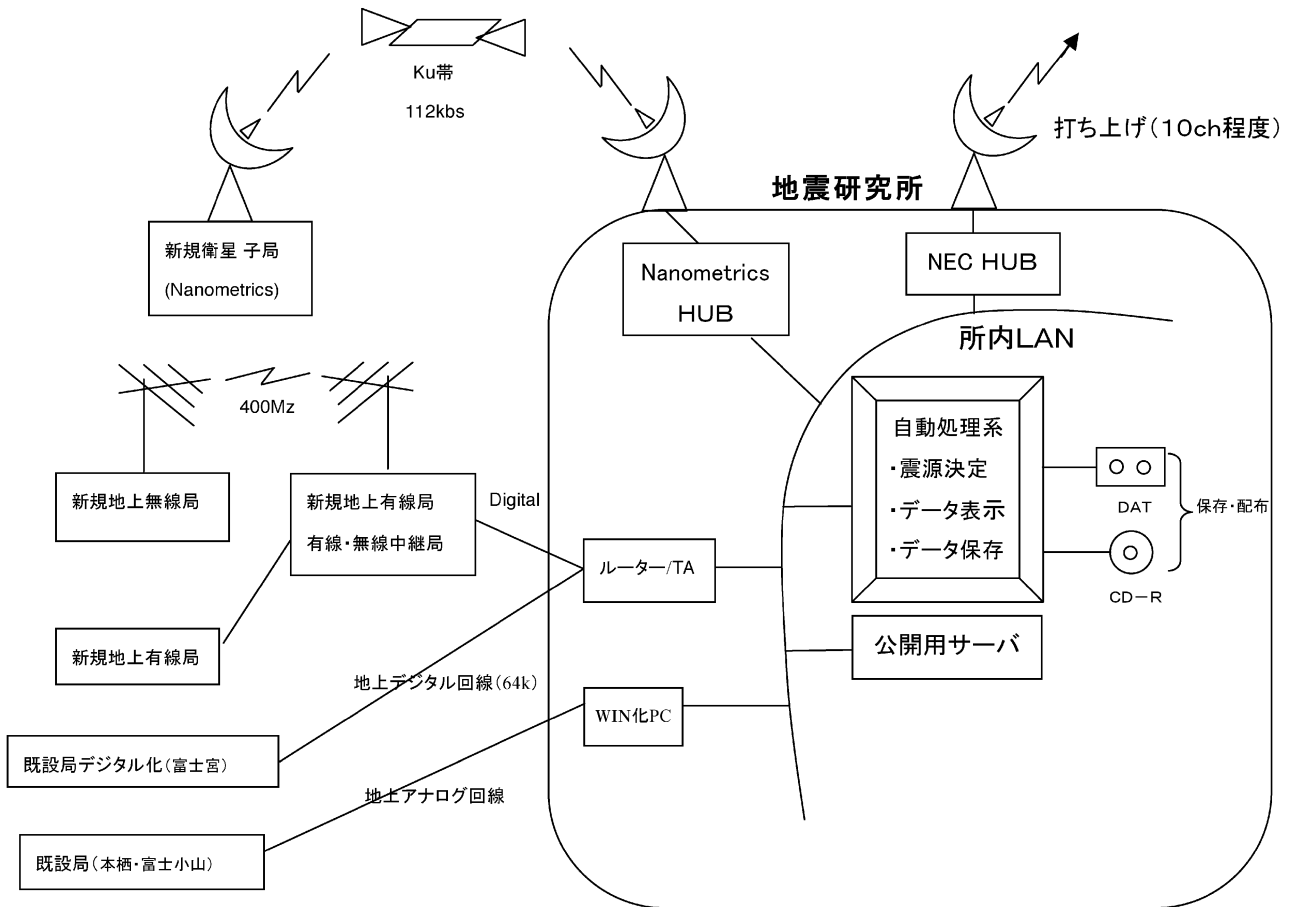 Ku帯
112kbs
打ち上げ（10ch程度）
地震研究所
新規衛星 子局
(Nanometrics)
Nanometrics
HUB
NEC HUB
所内LAN
400Mz
自動処理系
・震源決定
・データ表示
・データ保存
DAT
保存・配布
CD－R
新規地上無線局
新規地上有線局
有線・無線中継局
Digital
ルーター/TA
公開用サーバ
新規地上有線局
地上デジタル回線（64k）
WIN化PC
既設局デジタル化（富士宮）
地上アナログ回線
既設局（本栖・富士小山）